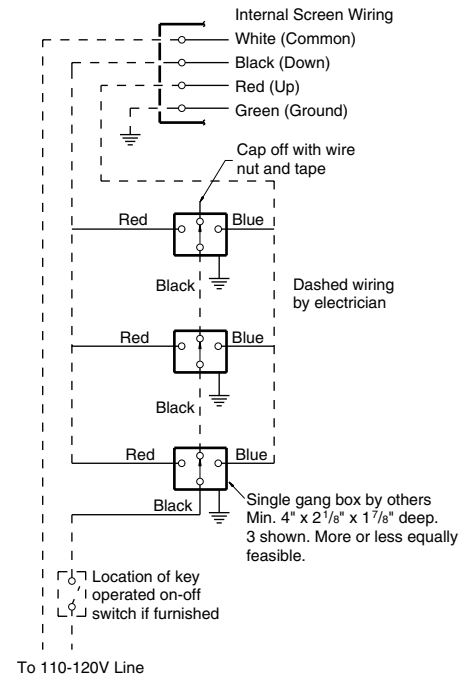 Internal Screen Wiring
White (Common)
Black (Down)
Red (Up)
Green (Ground)
Cap off with wire
nut and tape
Red
Blue
Black
Dashed wiring
by electrician
Red
Blue
Black
Red
Blue
Black
Single gang box by others
Min. 4" x 2 1/8" x 1 7/8" deep.
3 shown. More or less equally
feasible.
Location of key
operated on-off
switch if furnished
To 110-120V Line